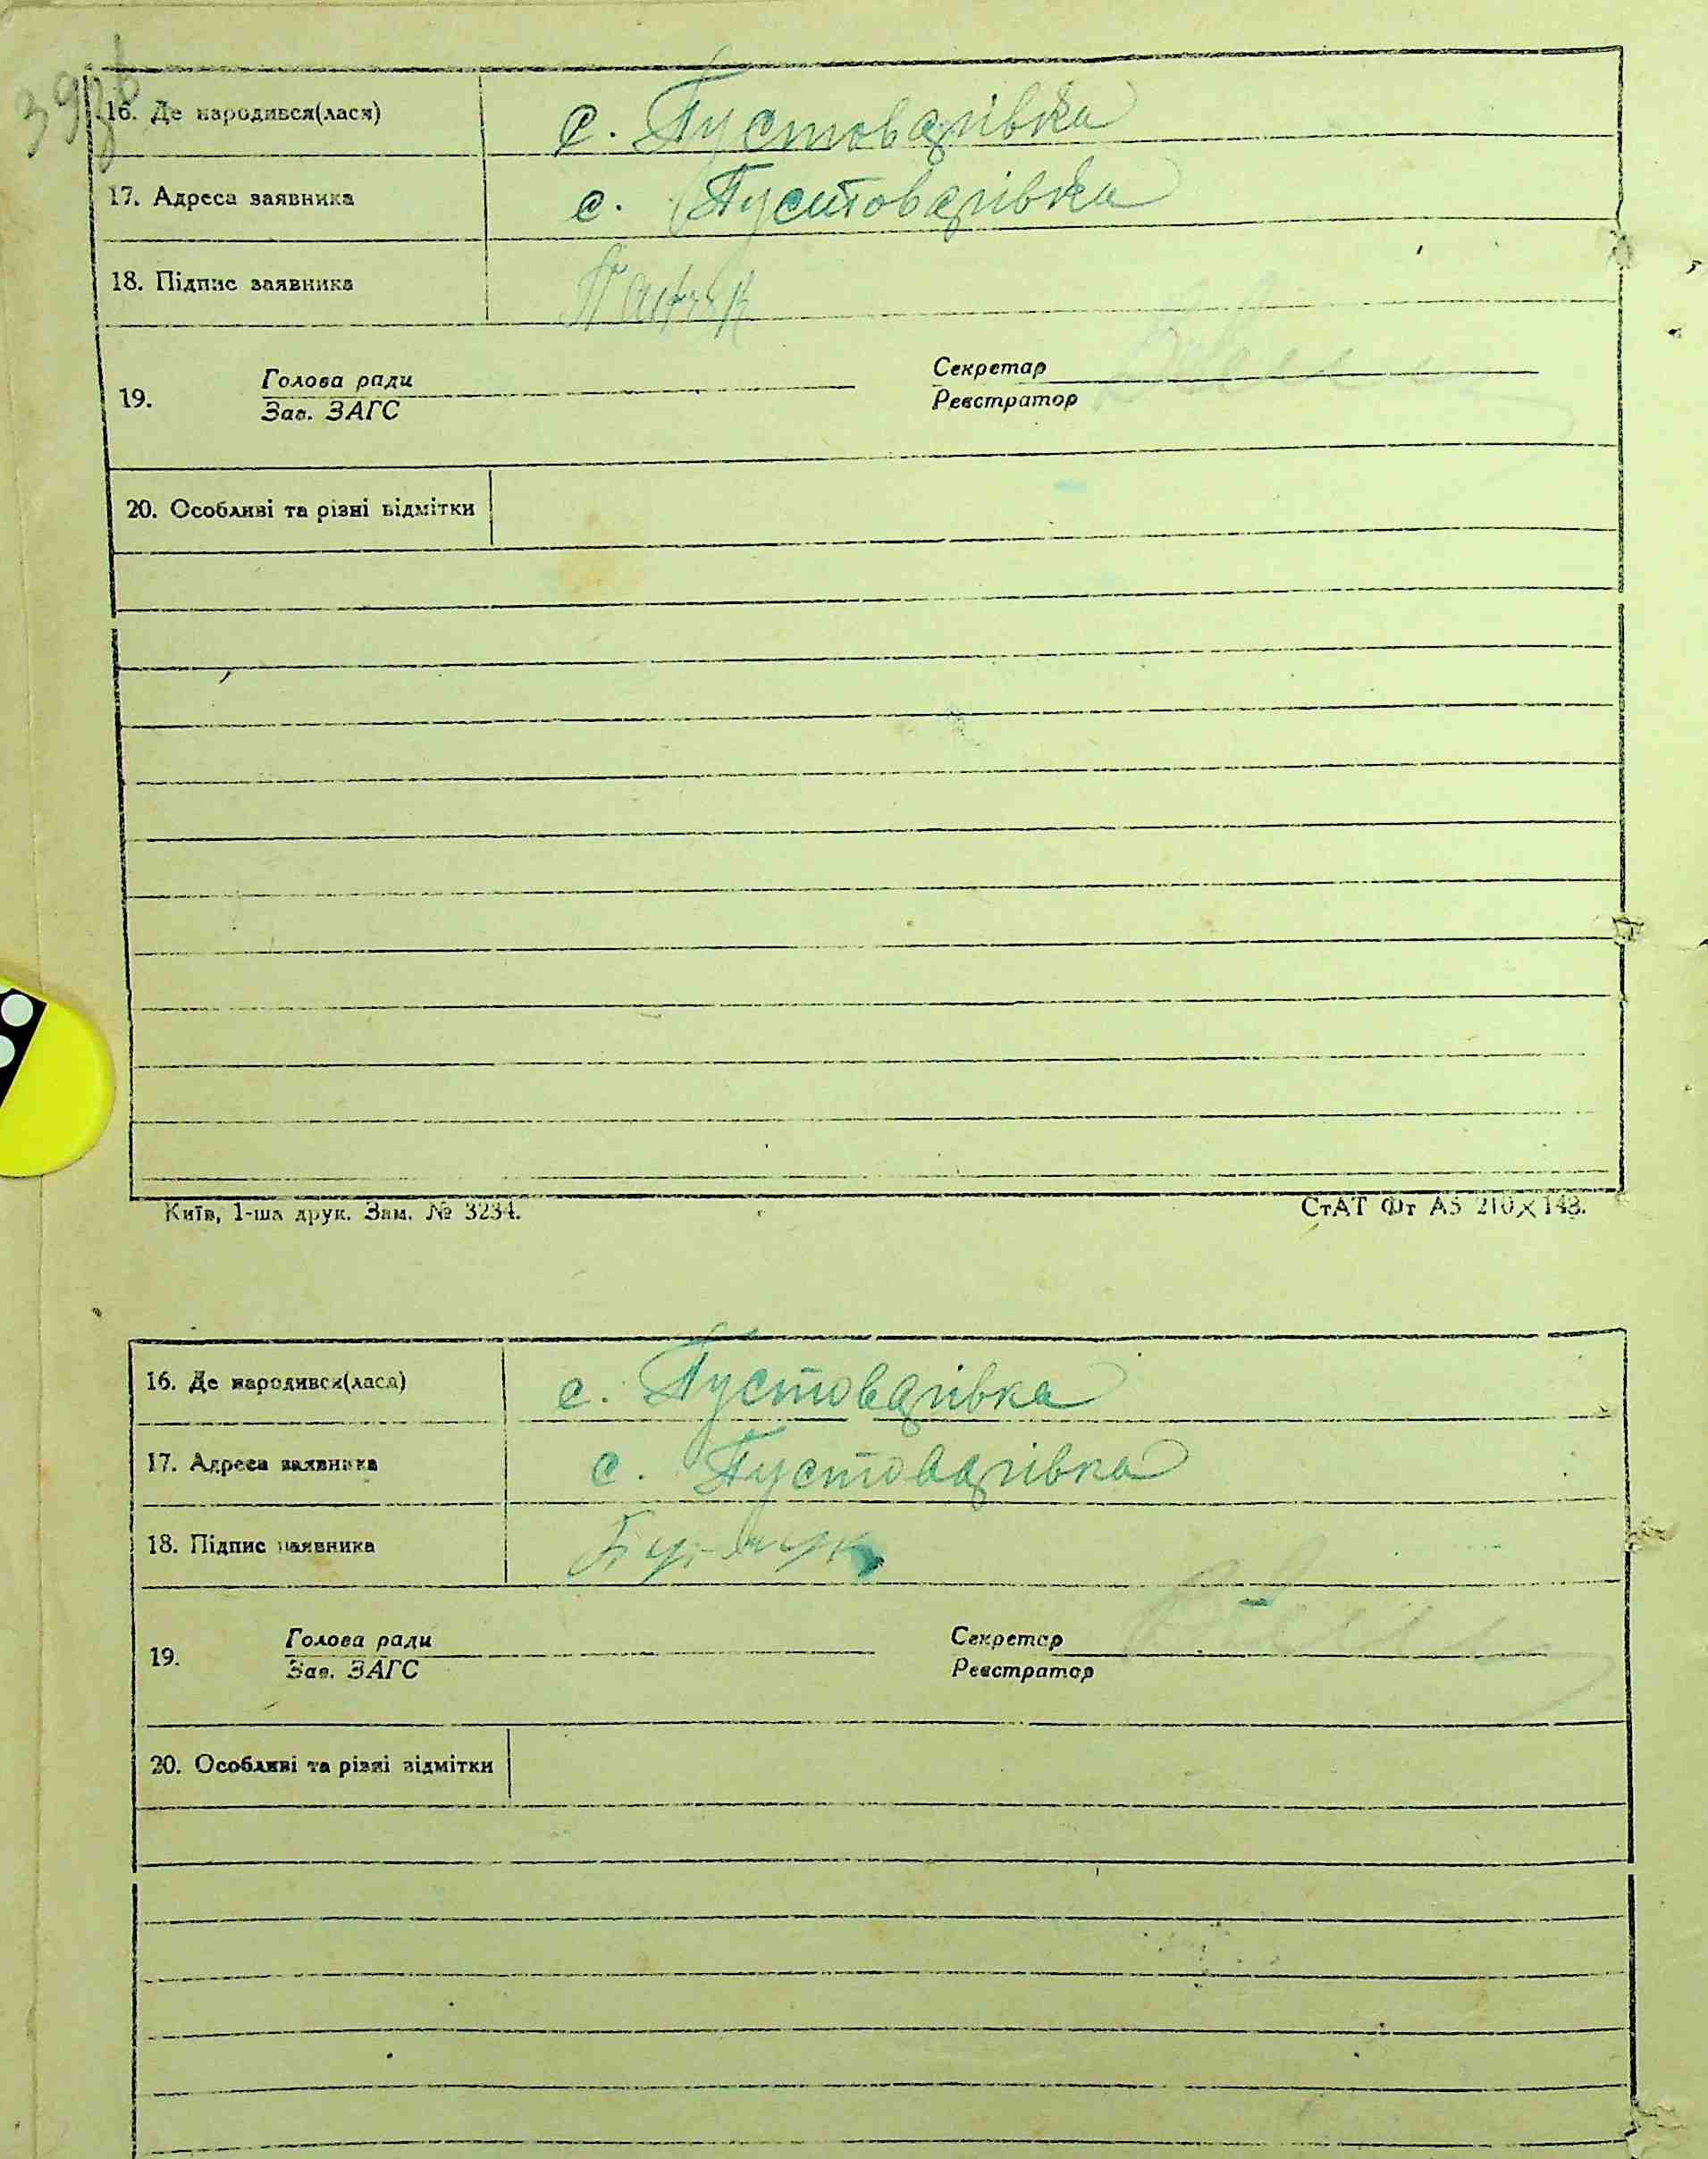 16. Де народився(лася) с. Пустоварівка
17. Адреса заявника с. Пустоварівка
18. Підпис заявника
19. Голова ради Секретар
Зав. ЗАГС Реєстратор
20. Особливі та різні відмітки
Київ, 1-ша друк. Зам. № 3234. СтАТ Фт А5 210×148.
16. Де народився(лася) с. Пустоварівка
17. Адреса заявника с. Пустоварівка
18. Підпис заявника
19. Голова ради Секретар
Зав. ЗАГС Реєстратор
20. Особливі та різні відмітки